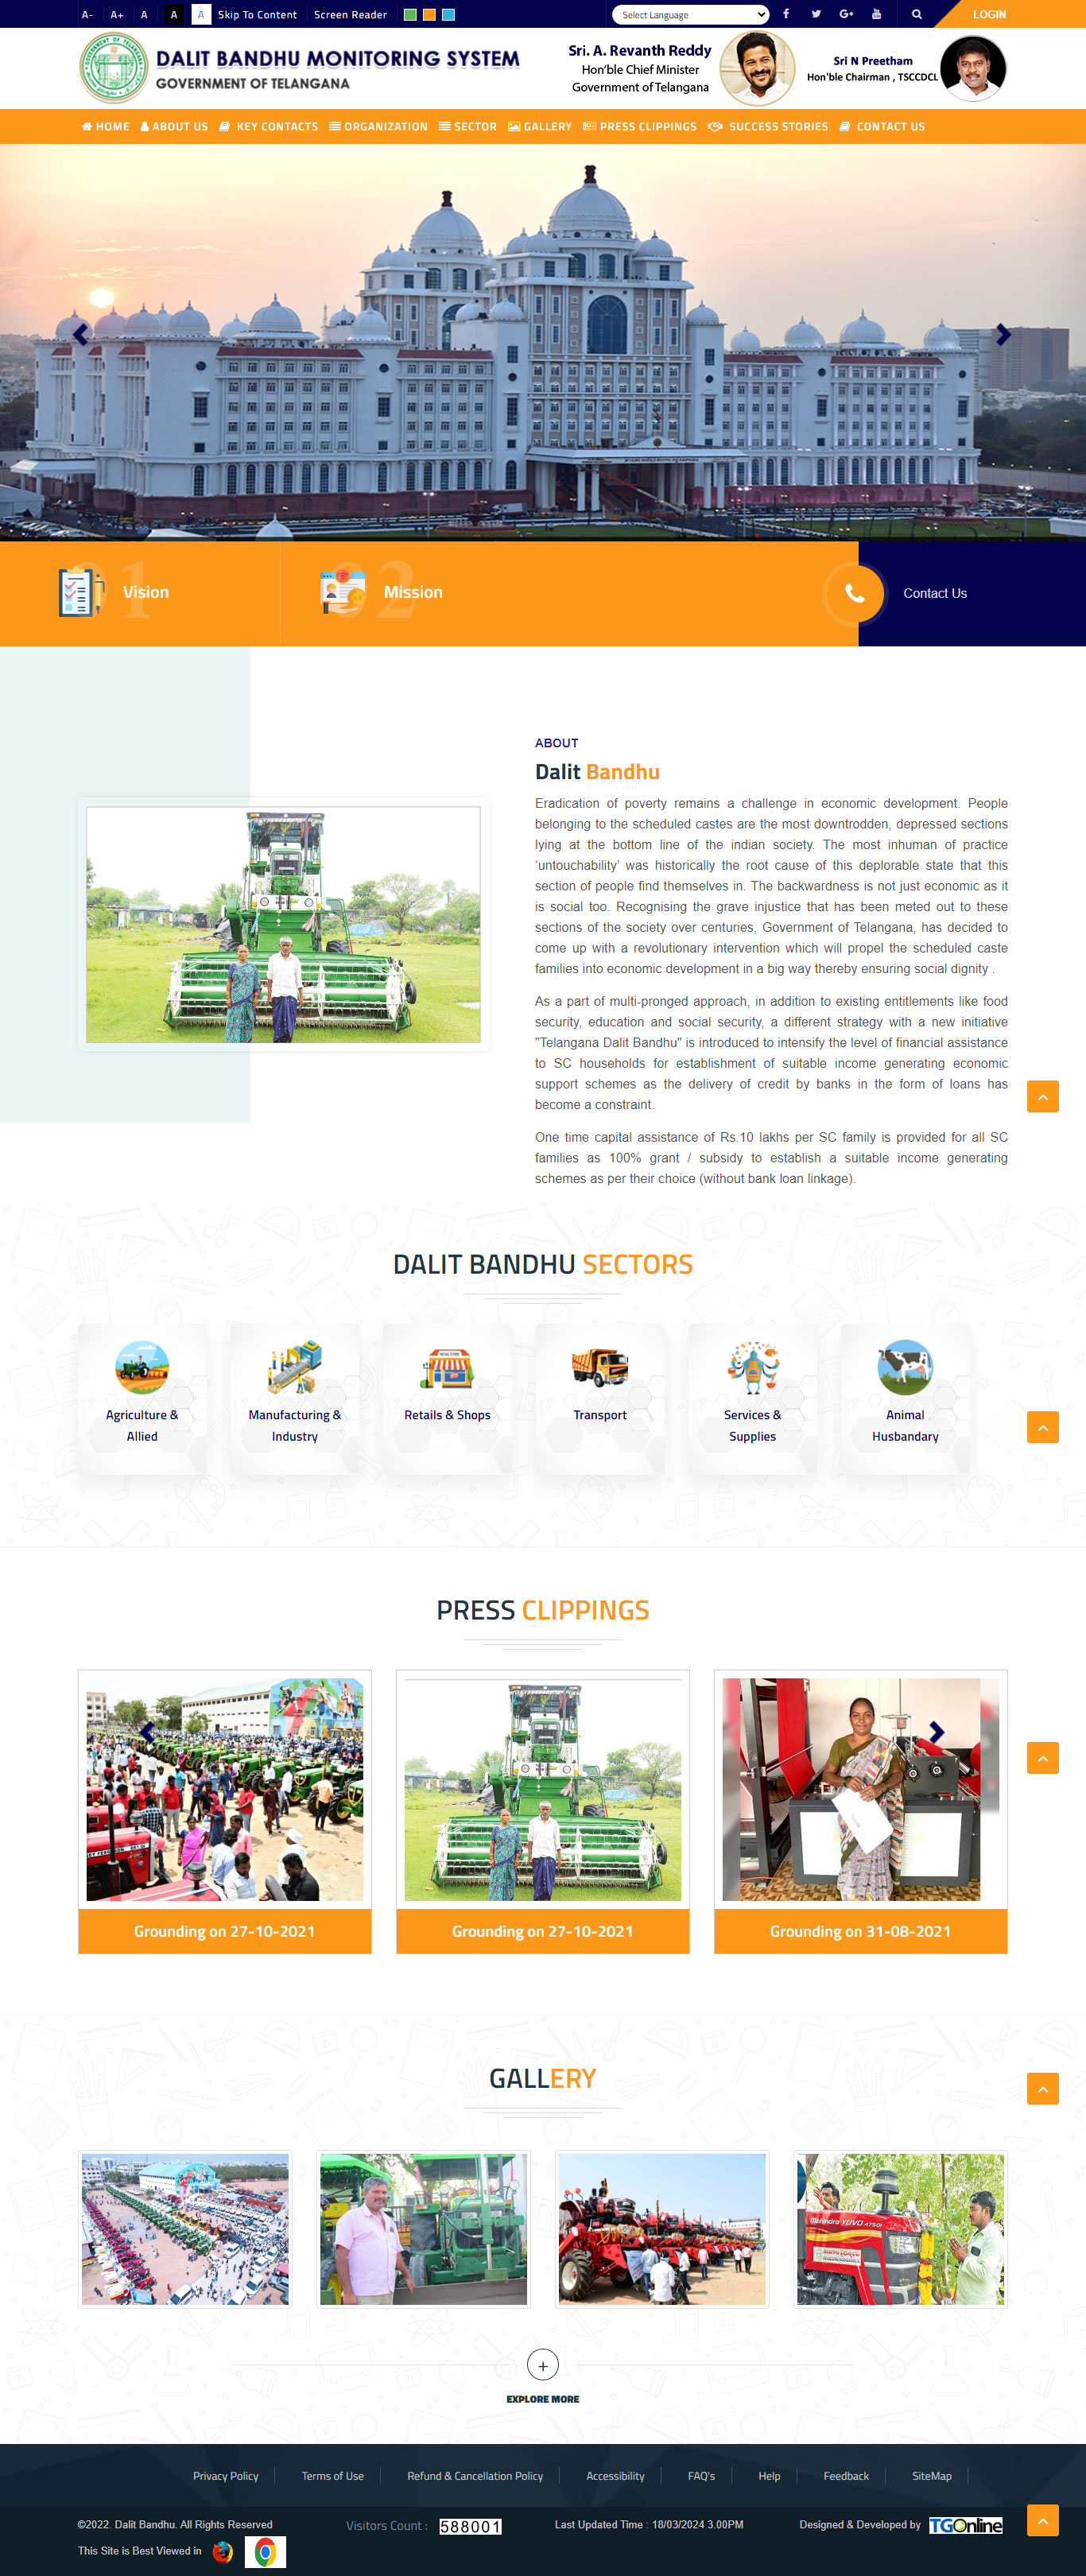 A- A+ A A A Skip To Content Screen Reader Select Language LOGIN
DALIT BANDHU MONITORING SYSTEM
GOVERNMENT OF TELANGANA
Sri. A. Revanth Reddy
Hon'ble Chief Minister
Government of Telangana
Sri N Preetham
Hon'ble Chairman , TSCCDCL
HOME ABOUT US KEY CONTACTS ORGANIZATION SECTOR GALLERY PRESS CLIPPINGS SUCCESS STORIES CONTACT US
01 Vision
02 Mission
Contact Us
ABOUT
Dalit Bandhu
Eradication of poverty remains a challenge in economic development. People
belonging to the scheduled castes are the most downtrodden, depressed sections
lying at the bottom line of the indian society. The most inhuman of practice
'untouchability' was historically the root cause of this deplorable state that this
section of people find themselves in. The backwardness is not just economic as it
is social too. Recognising the grave injustice that has been meted out to these
sections of the society over centuries, Government of Telangana, has decided to
come up with a revolutionary intervention which will propel the scheduled caste
families into economic development in a big way thereby ensuring social dignity .
As a part of multi-pronged approach, in addition to existing entitlements like food
security, education and social security, a different strategy with a new initiative
"Telangana Dalit Bandhu" is introduced to intensify the level of financial assistance
to SC households for establishment of suitable income generating economic
support schemes as the delivery of credit by banks in the form of loans has
become a constraint.
One time capital assistance of Rs.10 lakhs per SC family is provided for all SC
families as 100% grant / subsidy to establish a suitable income generating
schemes as per their choice (without bank loan linkage).
DALIT BANDHU SECTORS
Agriculture &
Allied
Manufacturing &
Industry
Retails & Shops
Transport
Services &
Supplies
Animal
Husbandary
PRESS CLIPPINGS
Grounding on 27-10-2021
Grounding on 27-10-2021
Grounding on 31-08-2021
GALLERY
Mahindra YUVO 475DI
+
EXPLORE MORE
Privacy Policy Terms of Use Refund & Cancellation Policy Accessibility FAQ's Help Feedback SiteMap
©2022. Dalit Bandhu. All Rights Reserved
Visitors Count : 588001
Last Updated Time : 18/03/2024 3.00PM
Designed & Developed by TGOnline
This Site is Best Viewed in